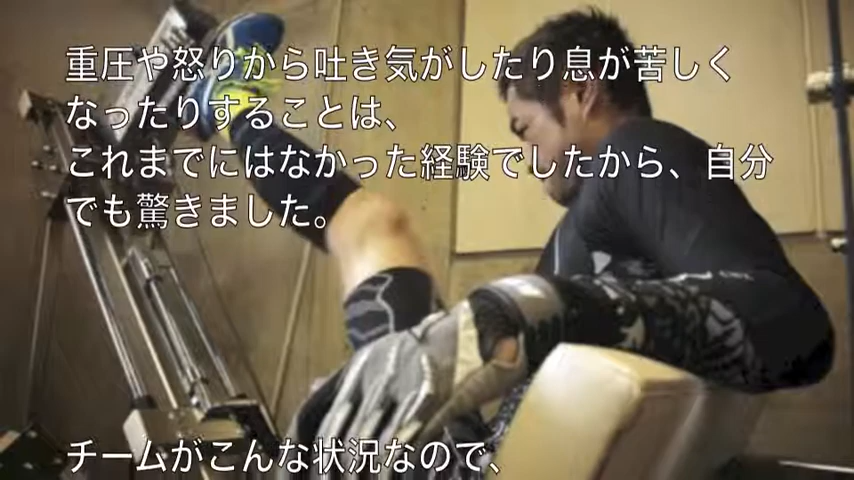 重圧や怒りから吐き気がしたり息が苦しく
なったりすることは、
これまでにはなかった経験でしたから、自分
でも驚きました。
チームがこんな状況なので、